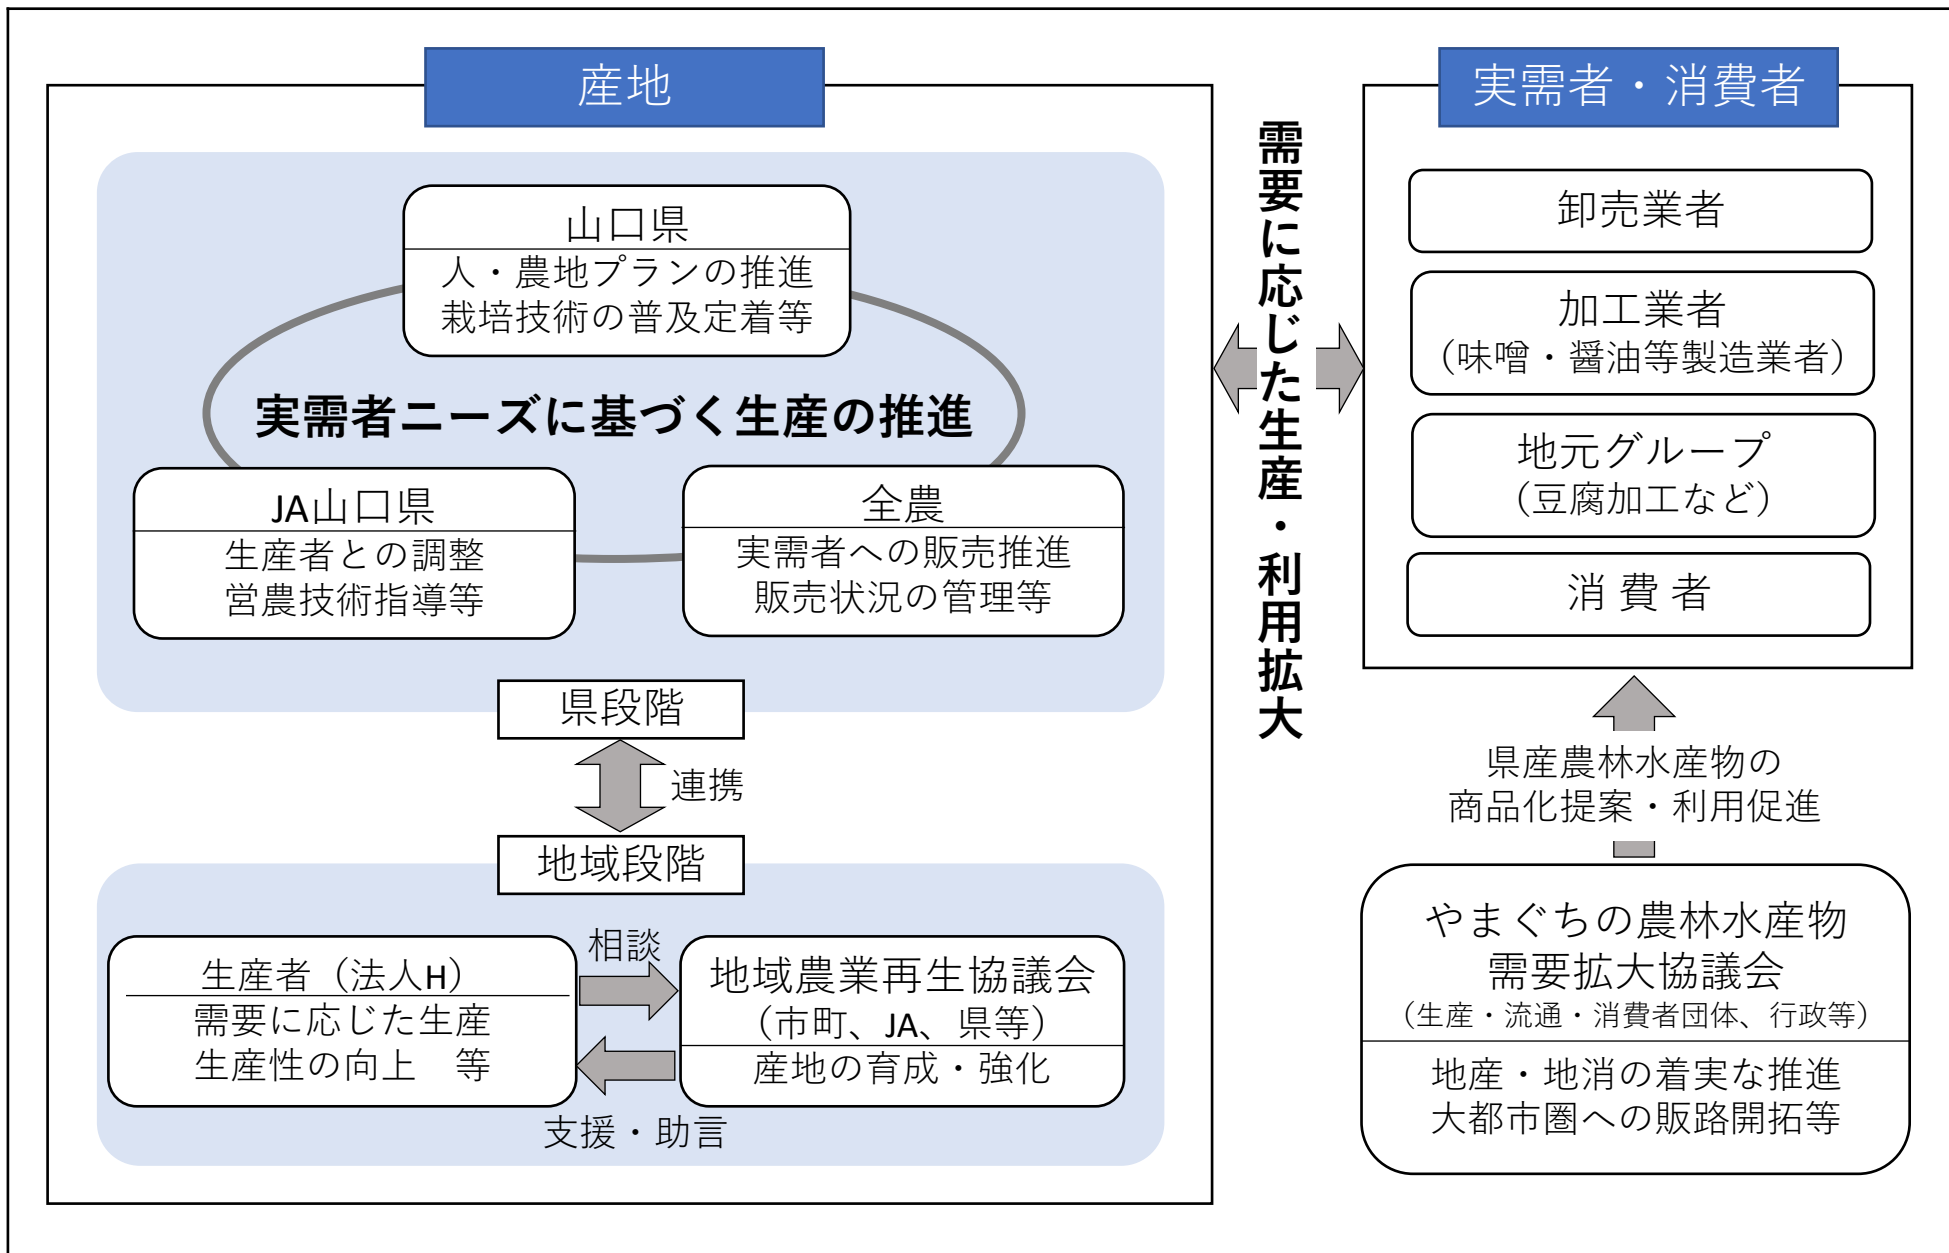 産地
山口県
人・農地プランの推進
栽培技術の普及定着等
実需者ニーズに基づく生産の推進
JA山口県
生産者との調整
営農技術指導等
全農
実需者への販売推進
販売状況の管理等
県段階
連携
地域段階
生産者（法人H）
需要に応じた生産
生産性の向上　等
相談
支援・助言
地域農業再生協議会
（市町、JA、県等）
産地の育成・強化
需要に応じた生産・利用拡大
実需者・消費者
卸売業者
加工業者
（味噌・醤油等製造業者）
地元グループ
（豆腐加工など）
消 費 者
県産農林水産物の
商品化提案・利用促進
やまぐちの農林水産物
需要拡大協議会
（生産・流通・消費者団体、行政等）
地産・地消の着実な推進
大都市圏への販路開拓等